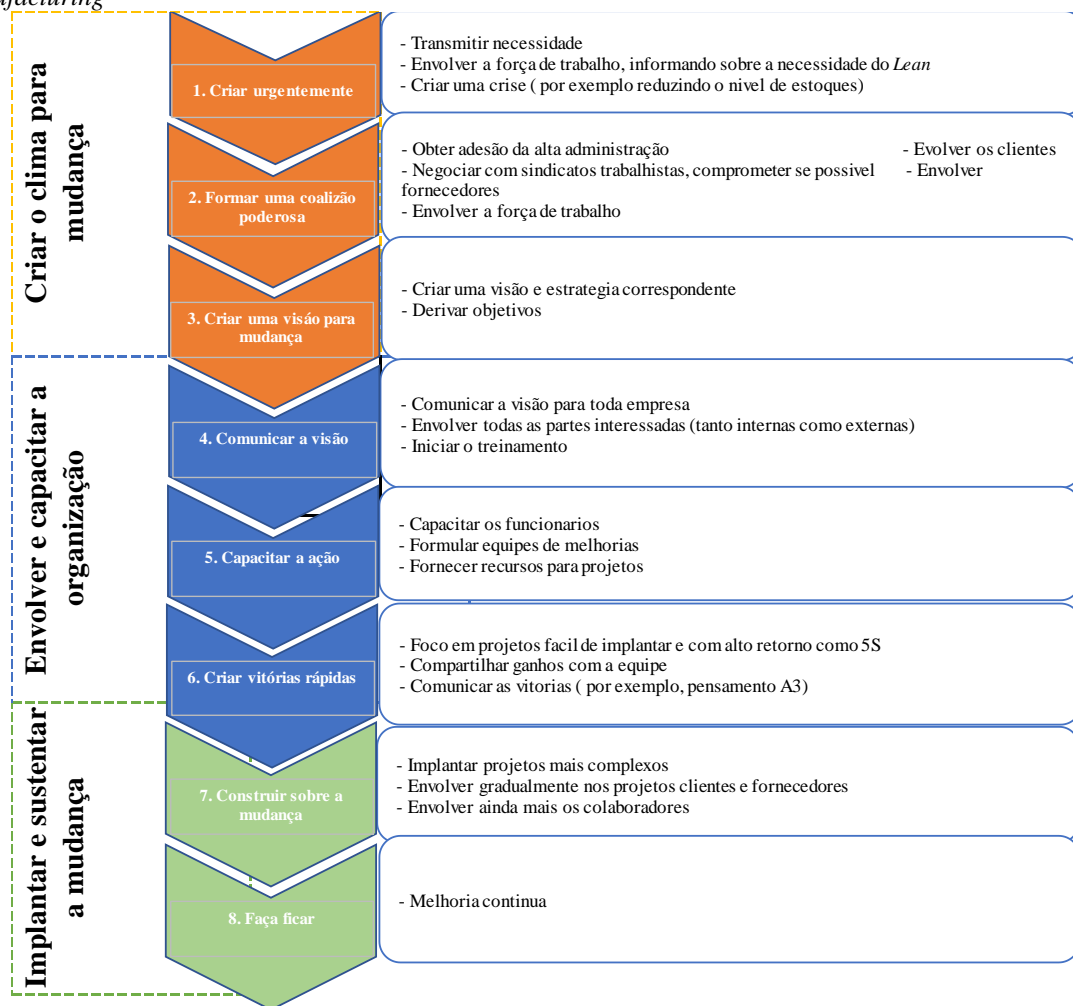 ufacturing
Criar o clima para
mudança
1. Criar urgentemente
- Transmitir necessidade
- Envolver a força de trabalho, informando sobre a necessidade do Lean
- Criar uma crise ( por exemplo reduzindo o nivel de estoques)
2. Formar uma coalizão
poderosa
- Obter adesão da alta administração - Evolver os clientes
- Negociar com sindicatos trabalhistas, comprometer se possivel - Envolver
fornecedores
- Envolver a força de trabalho
3. Criar uma visáo para
mudança
- Criar uma visão e estrategia correspondente
- Derivar objetivos
Envolver e capacitar a
organização
4. Comunicar a visão
- Comunicar a visão para toda empresa
- Envolver todas as partes interessadas (tanto internas como externas)
- Iniciar o treinamento
5. Capacitar a ação
- Capacitar os funcionarios
- Formular equipes de melhorias
- Fornecer recursos para projetos
6. Criar vitórias rápidas
- Foco em projetos facil de implantar e com alto retorno como 5S
- Compartilhar ganhos com a equipe
- Comunicar as vitorias ( por exemplo, pensamento A3)
Implantar e sustentar
a mudança
7. Construir sobre a
mudança
- Implantar projetos mais complexos
- Envolver gradualmente nos projetos clientes e fornecedores
- Envolver ainda mais os colaboradores
8. Faça ficar
- Melhoria continua